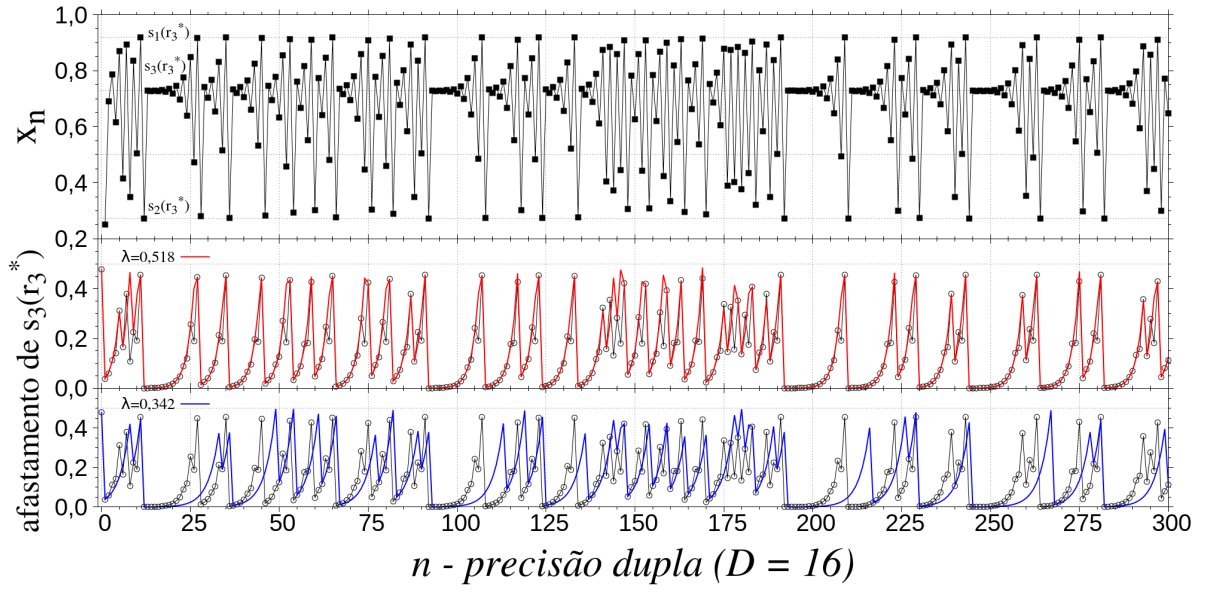 1,0
s₁(r₃*)
0,8
s₃(r₃*)
Xn
0,6
0,4
s₂(r₃*)
0,2
λ=0,518
0,4
0,2
0,0
afastamento de s₃(r₃*)
λ=0,342
0,4
0,2
0,0
0 25 50 75 100 125 150 175 200 225 250 275 300
n - precisão dupla (D = 16)